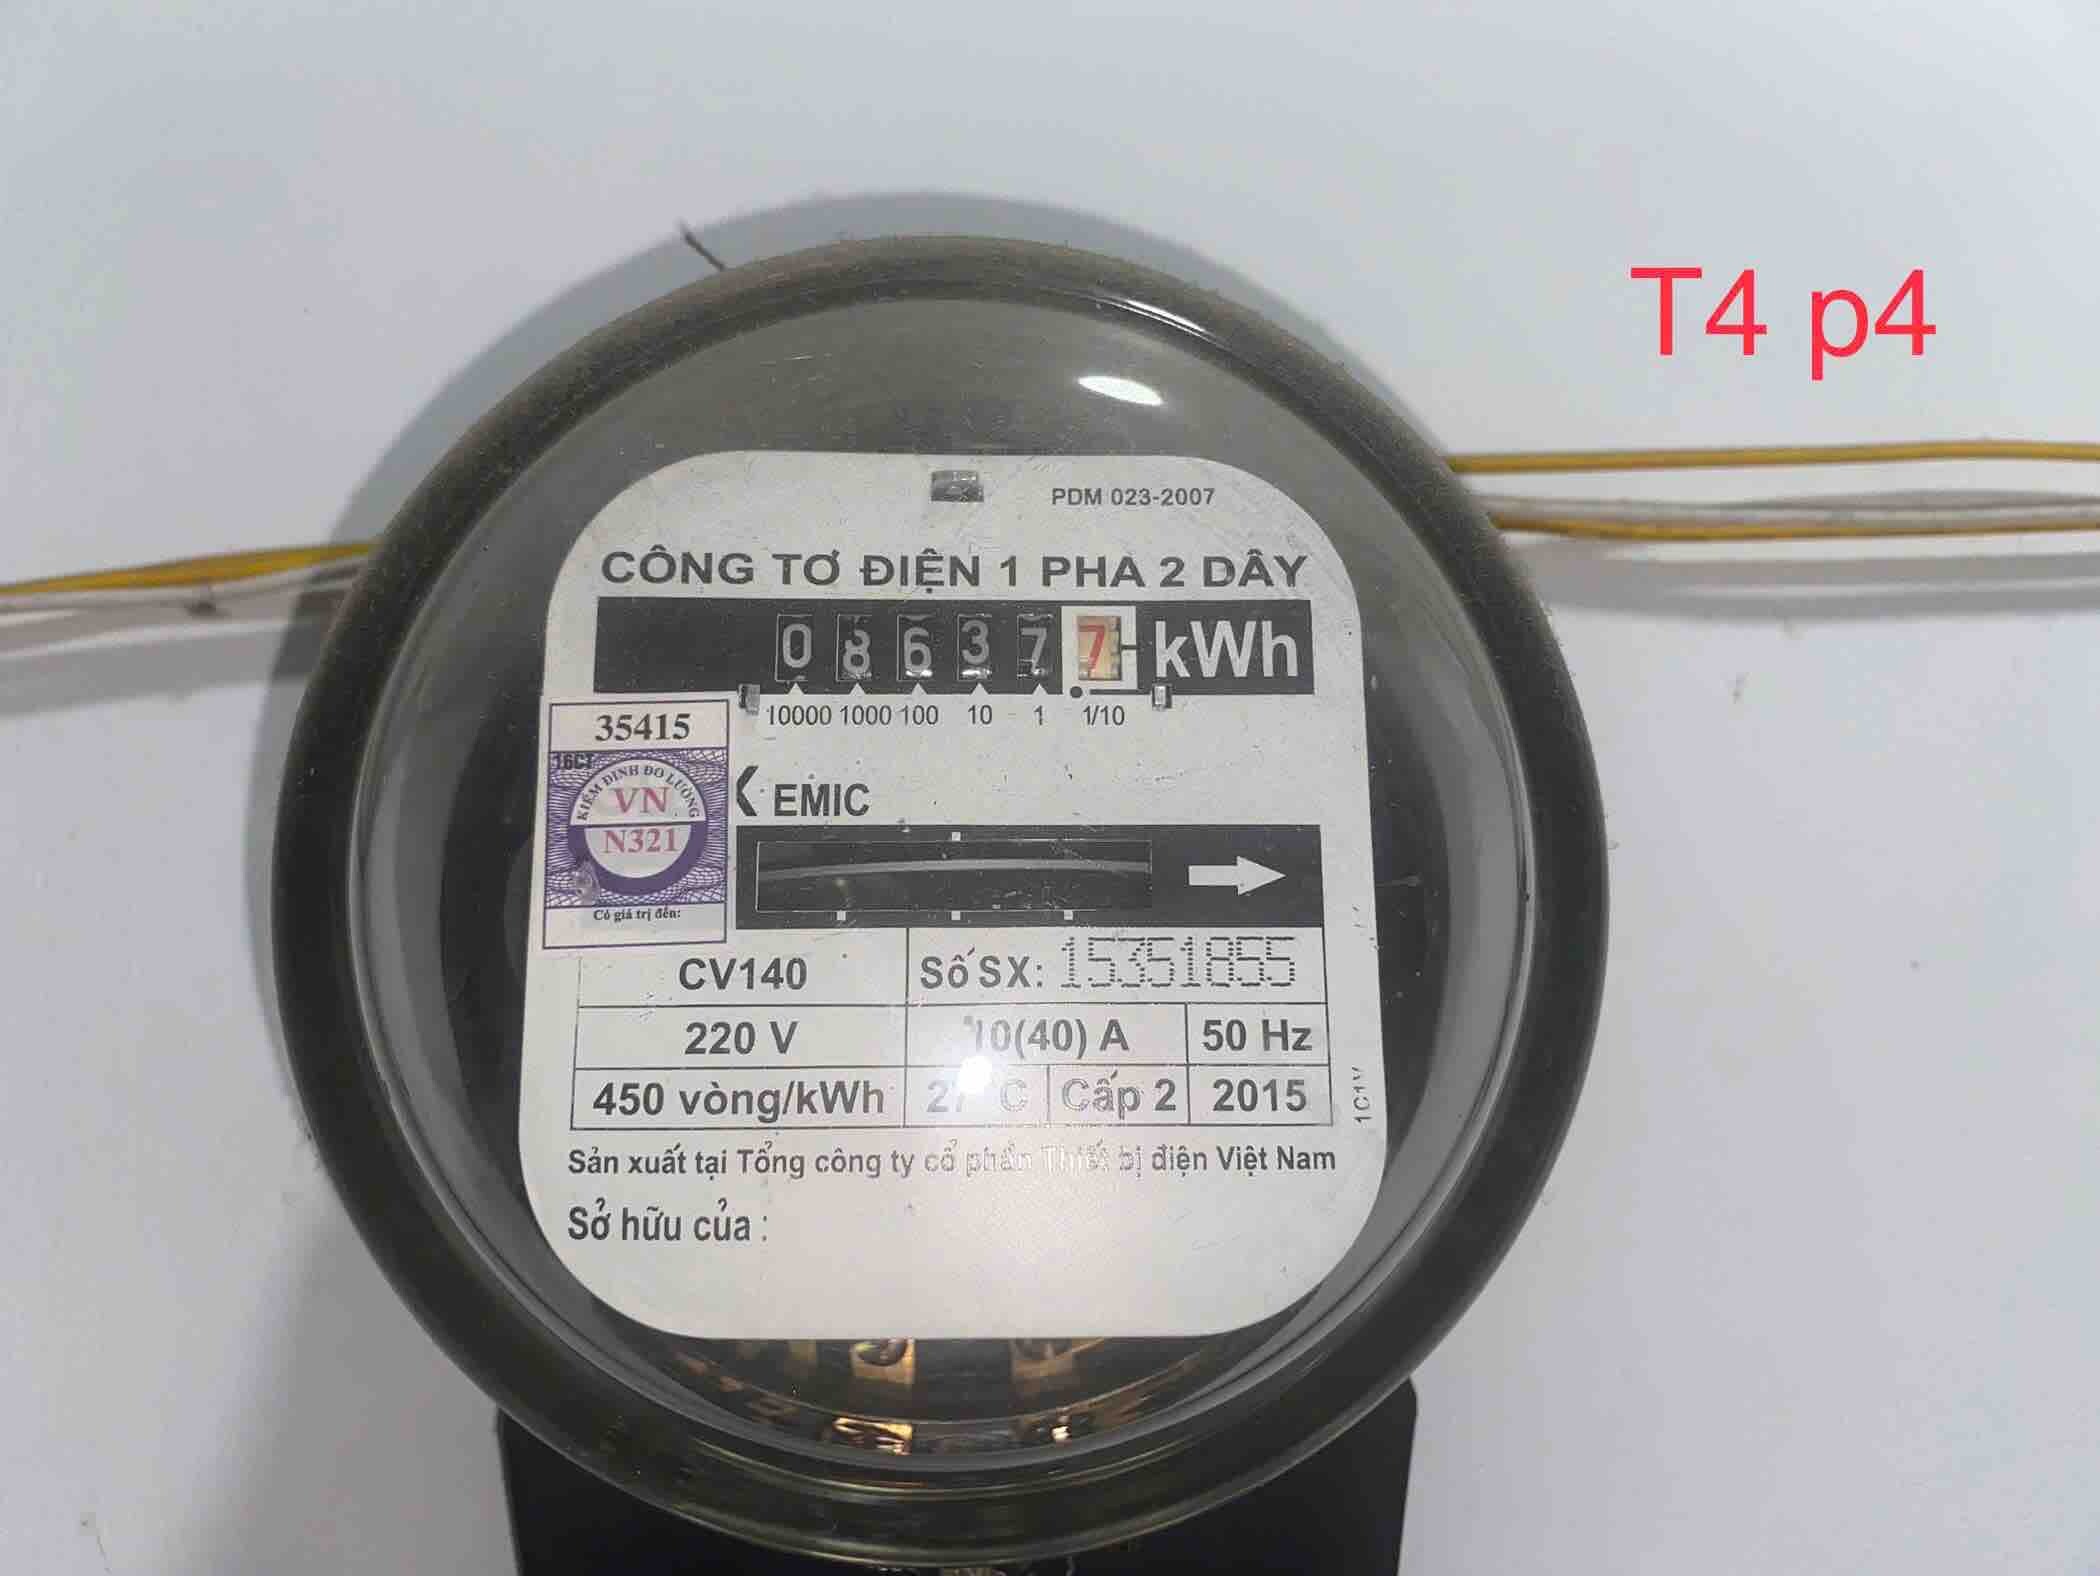 T4 p4
PDM 023-2007
CÔNG TƠ ĐIỆN 1 PHA 2 DÂY
0 8 6 3 7 7 kWh
10000 1000 100 10 1 1/10
35415
16CT
KIỂM ĐỊNH ĐO LƯỜNG
VN
N321
Có giá trị đến:
EMIC
CV140 Số SX: 15351855
220 V 10(40) A 50 Hz
450 vòng/kWh C Cấp 2 2015
1C1V
Sản xuất tại Tổng công ty cổ phần Thiết bị điện Việt Nam
Sở hữu của :